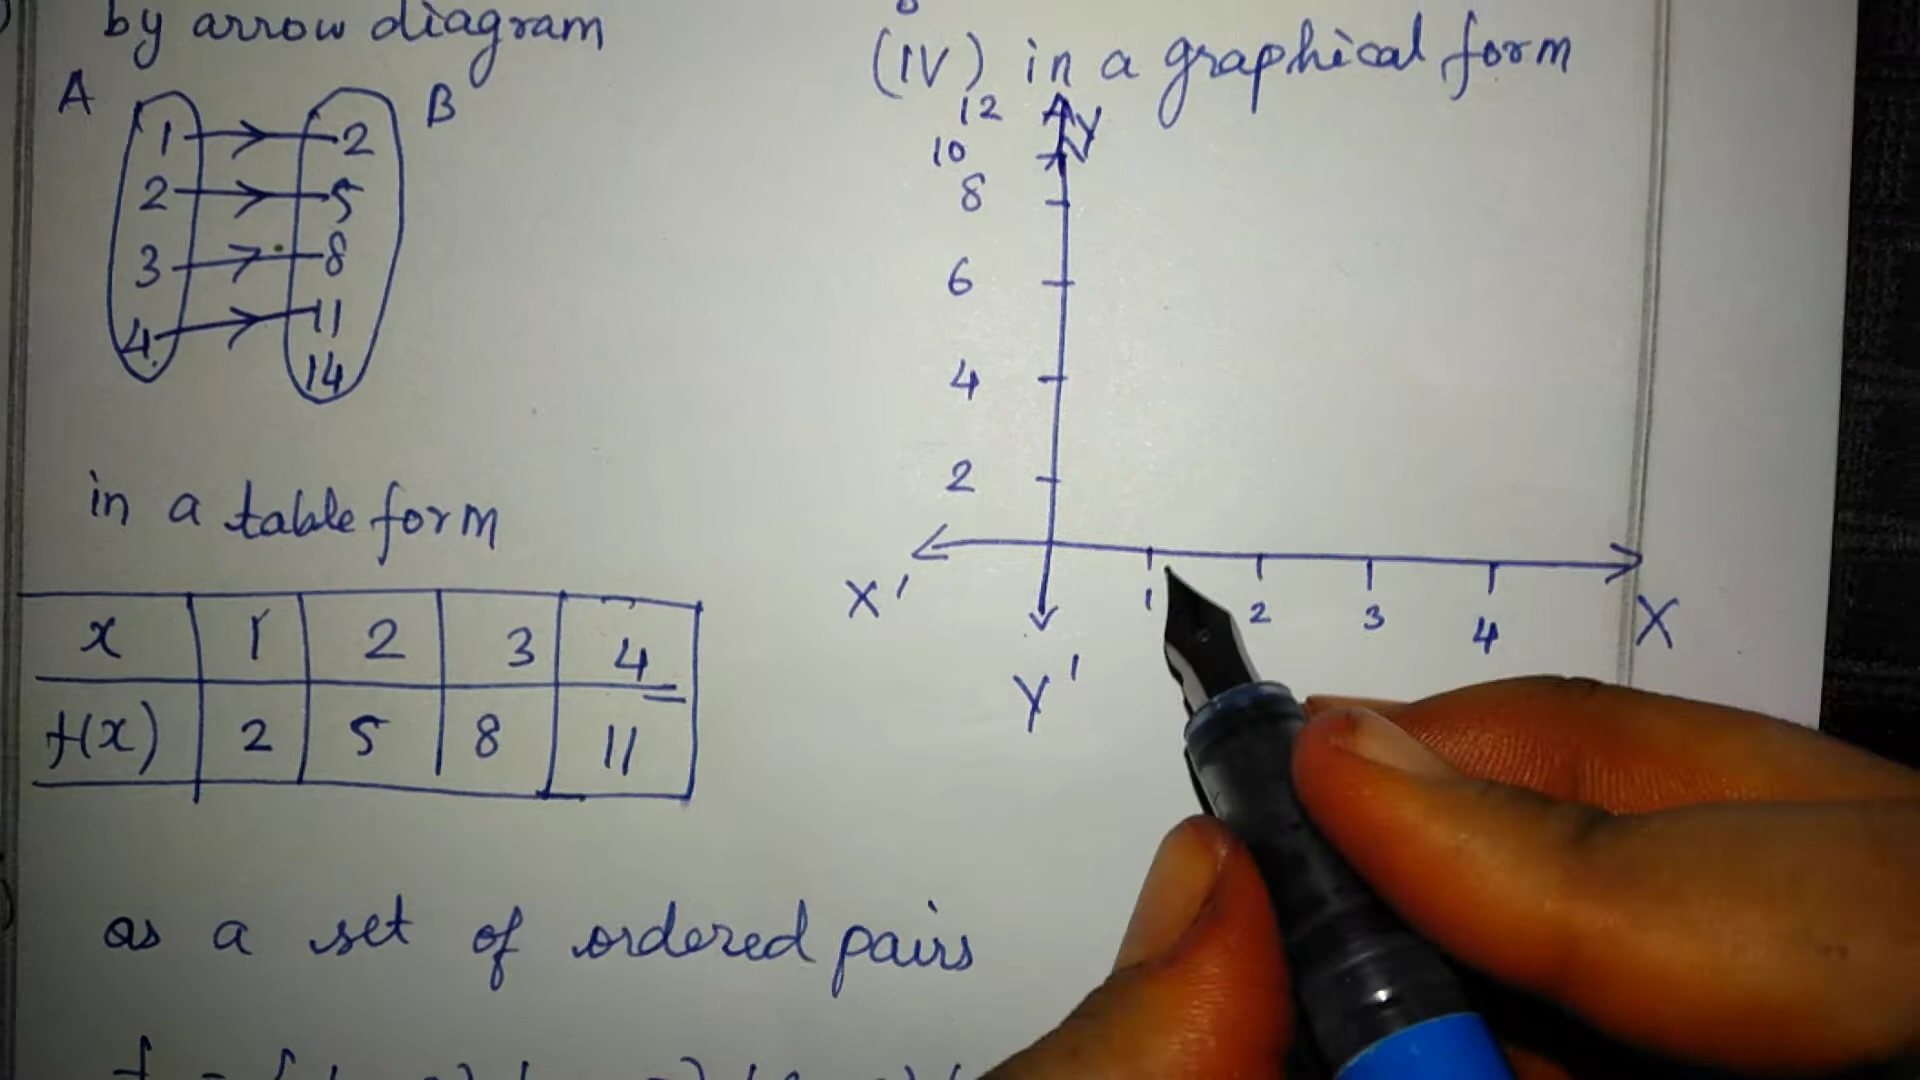 by arrow diagram
A B
1 2
2 5
3 8
4 11
14
in a table form
x 1 2 3 4
f(x) 2 5 8 11
as a set of ordered pairs
(IV) in a graphical form
12 Y
10
8
6
4
2
X' 1 2 3 4 X
Y'